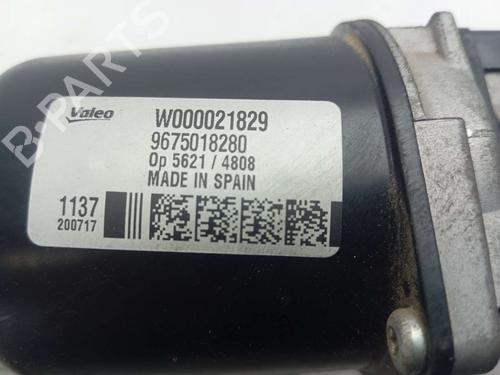 Valeo
W000021829
9675018280
Op 5621 / 4808
MADE IN SPAIN
1137
200717
B-PARTS